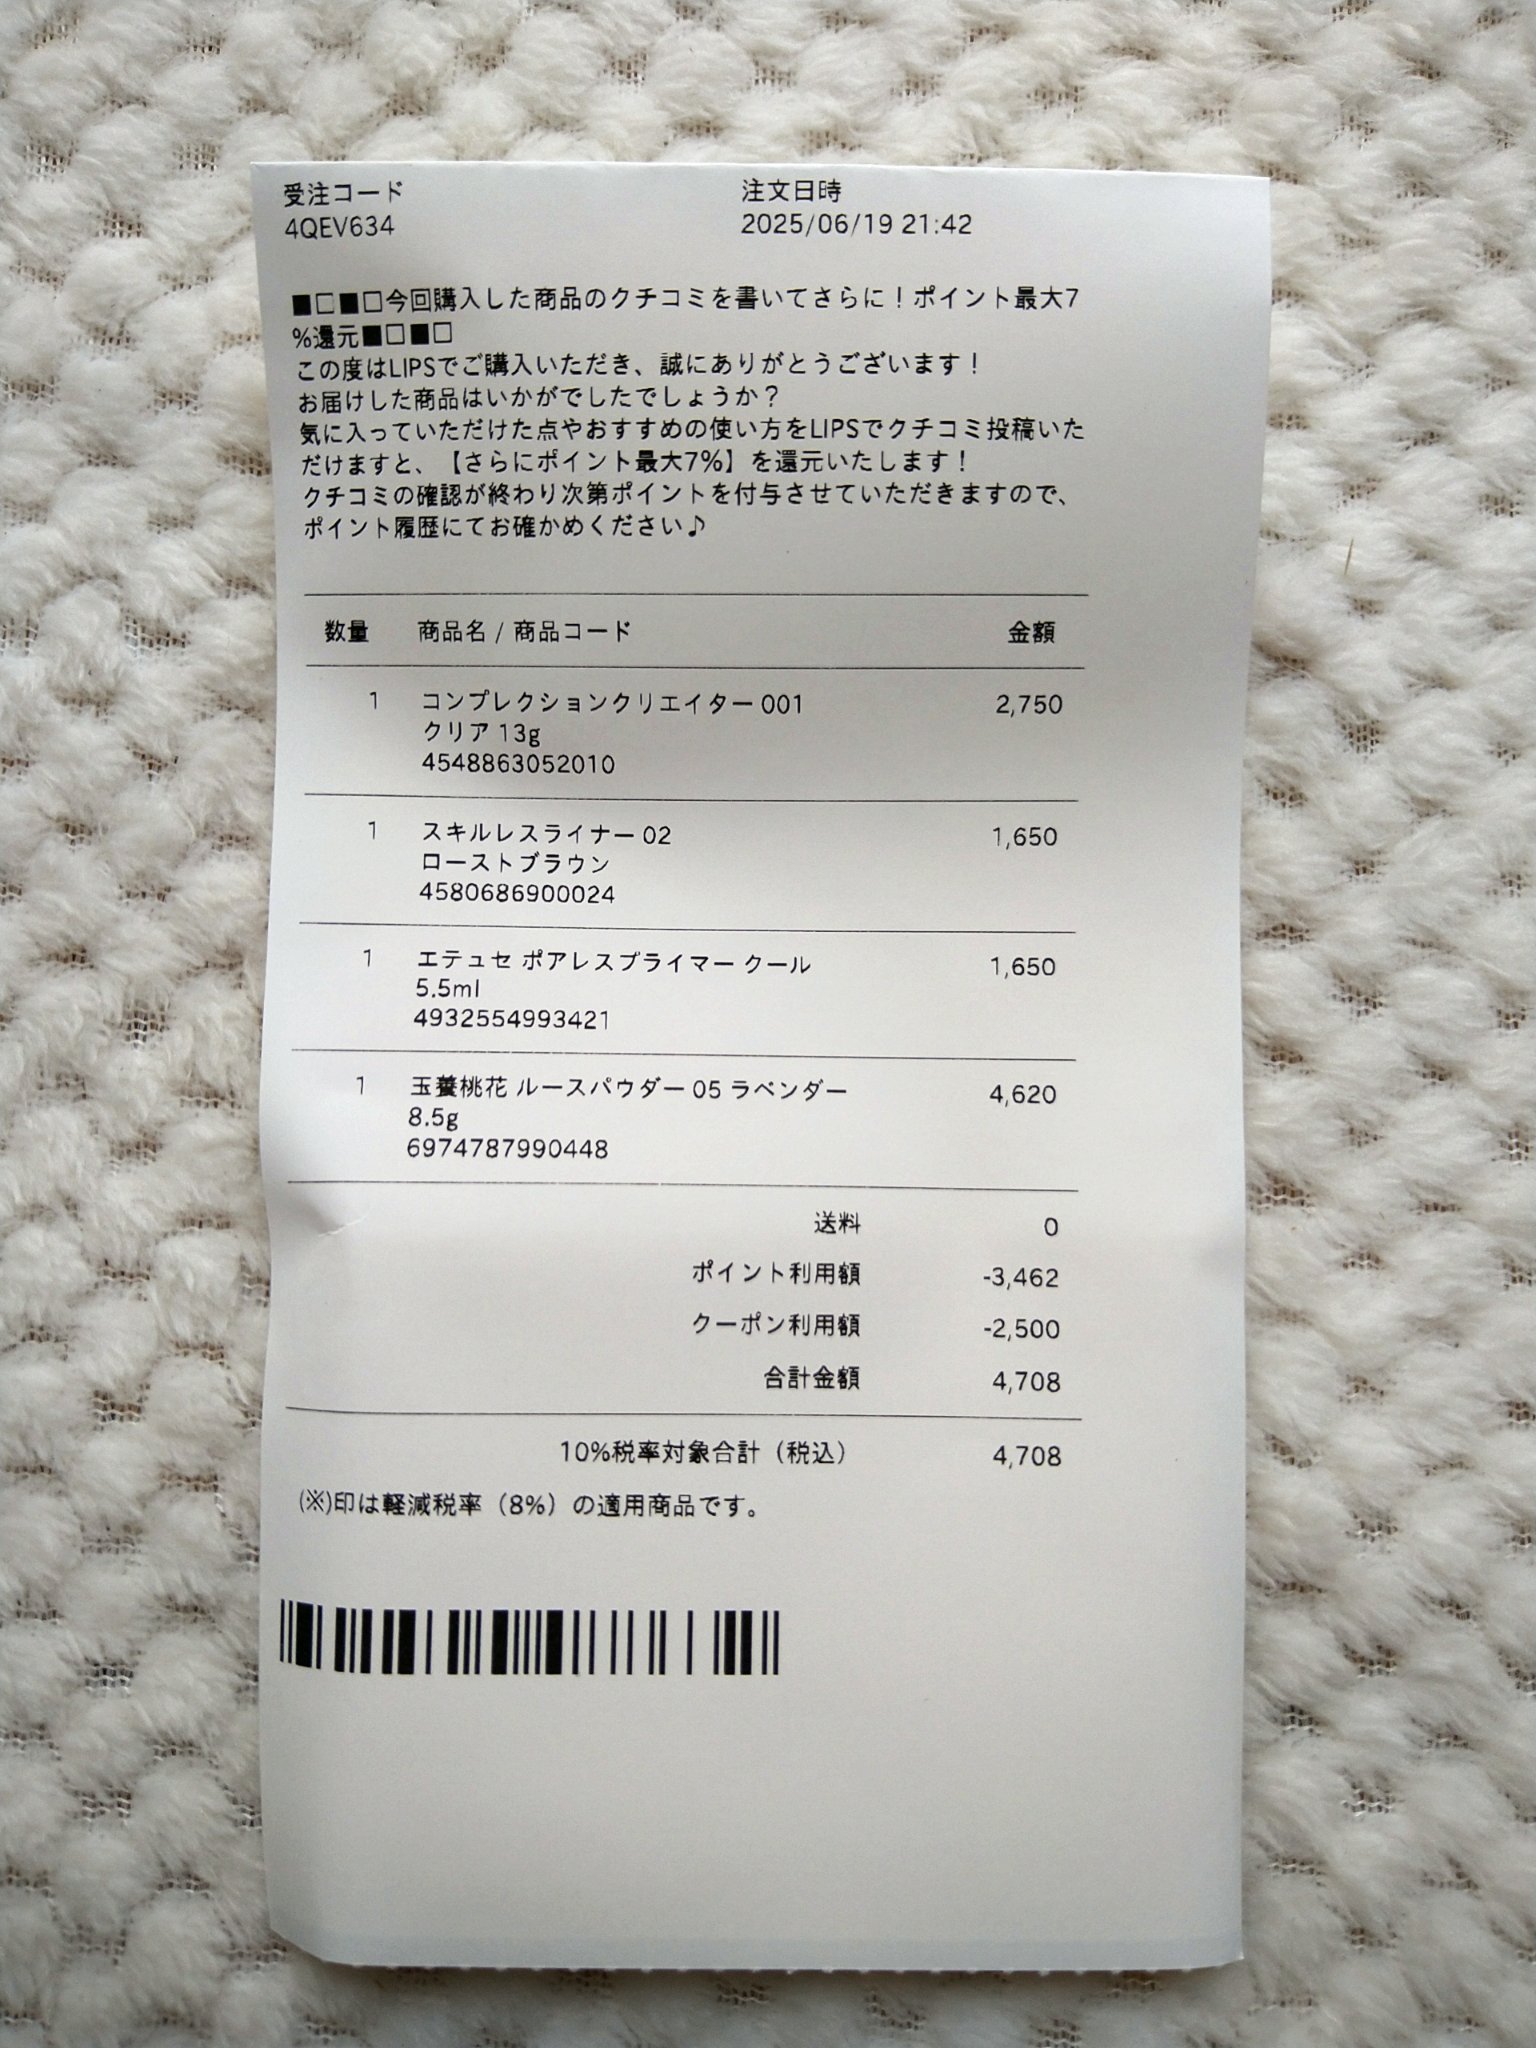 受注コード
注文日時
4QEV634
2025/06/19 21:42
■□■□今回購入した商品のクチコミを書いてさらに！ポイント最大7
%還元■□■□
この度はLIPSでご購入いただき、誠にありがとうございます！
お届けした商品はいかがでしたでしょうか？
気に入っていただけた点やおすすめの使い方をLIPSでクチコミ投稿いた
だけますと、【さらにポイント最大7%】を還元いたします！
クチコミの確認が終わり次第ポイントを付与させていただきますので、
ポイント履歴にてお確かめください♪
数量 商品名 / 商品コード 金額
1 コンプレクションクリエイター 001 2,750
クリア 13g
4548863052010
1 スキルレスライナー 02 1,650
ローストブラウン
4580686900024
1 エテュセ ポアレスプライマー クール 1,650
5.5ml
4932554993421
1 玉養桃花 ルースパウダー 05 ラベンダー 4,620
8.5g
6974787990448
送料 0
ポイント利用額 -3,462
クーポン利用額 -2,500
合計金額 4,708
10%税率対象合計（税込） 4,708
(※)印は軽減税率（8%）の適用商品です。